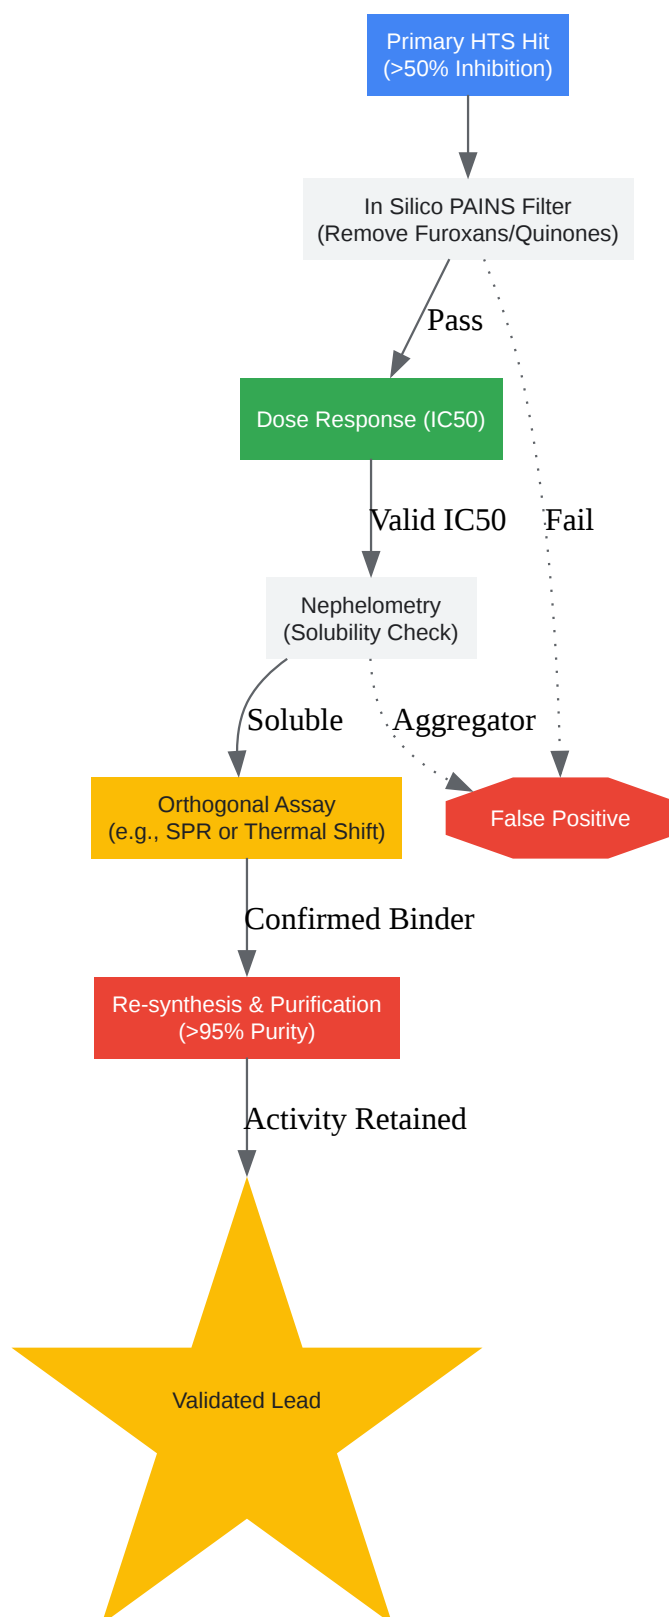 Primary HTS Hit
(>50% Inhibition)
In Silico PAINS Filter
(Remove Furoxans/Quinones)
Pass
Dose Response (IC50)
Valid IC50
Fail
Nephelometry
(Solubility Check)
Soluble
Aggregator
Orthogonal Assay
(e.g., SPR or Thermal Shift)
False Positive
Confirmed Binder
Re-synthesis & Purification
(>95% Purity)
Activity Retained
Validated Lead